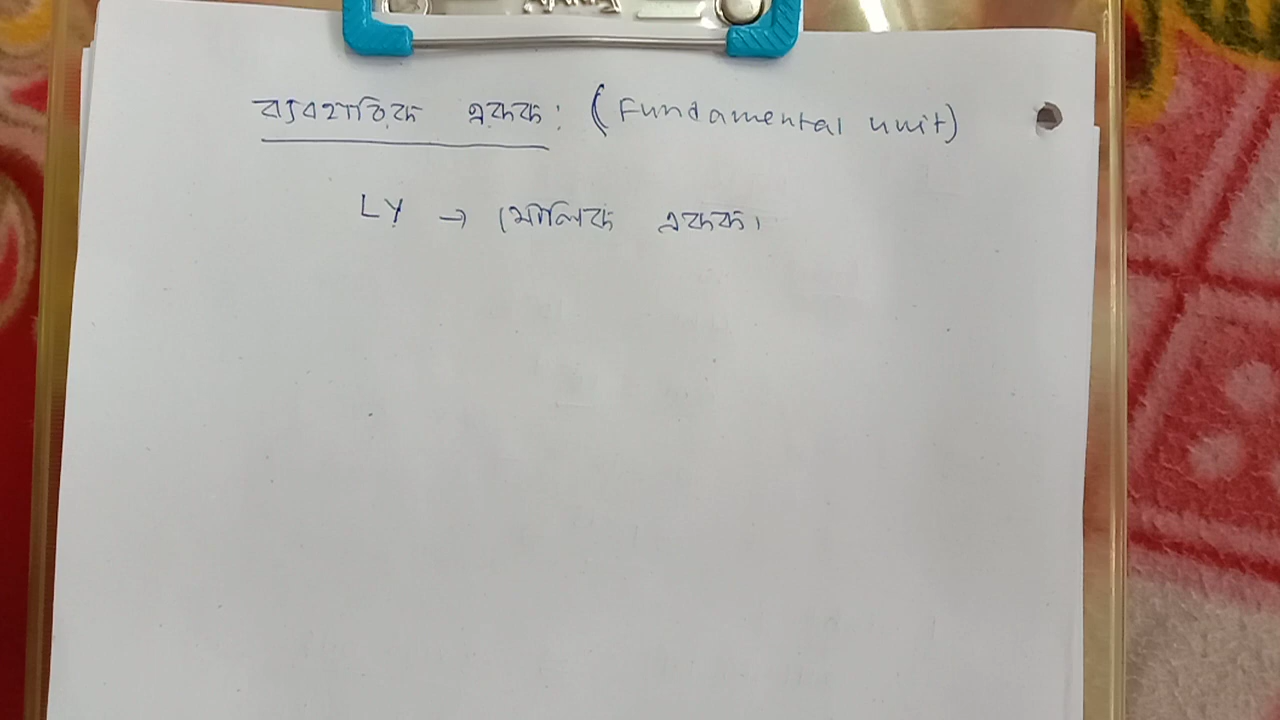 ব্যবহারিক একক: (Fundamental unit)
LY → মৌলিক একক।